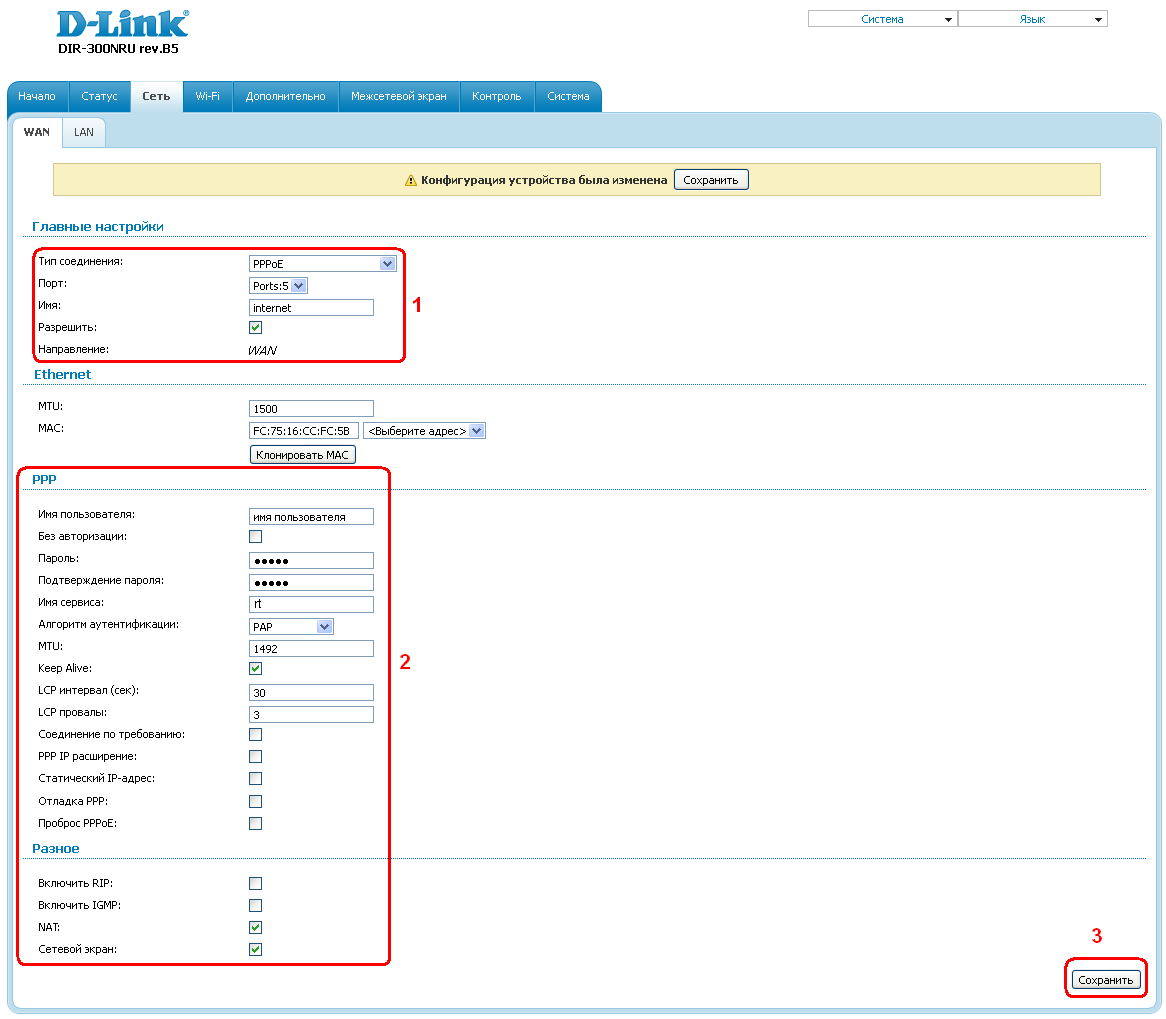 D-Link®
DIR-300NRU rev.B5
Система
Язык
Начало Статус Сеть Wi-Fi Дополнительно Межсетевой экран Контроль Система
WAN LAN
Конфигурация устройства была изменена Сохранить
Главные настройки
Тип соединения: PPPoE
Порт: Ports:5
Имя: internet
1
Разрешить:
Направление: WAN
Ethernet
MTU: 1500
MAC: FC:75:16:CC:FC:5B <Выберите адрес>
Клонировать MAC
PPP
Имя пользователя: имя пользователя
Без авторизации:
Пароль: •••••
Подтверждение пароля: •••••
Имя сервиса: rt
Алгоритм аутентификации: PAP
MTU: 1492
2
Keep Alive:
LCP интервал (сек): 30
LCP провалы: 3
Соединение по требованию:
PPP IP расширение:
Статический IP-адрес:
Отладка PPP:
Проброс PPPoE:
Разное
Включить RIP:
Включить IGMP:
NAT:
Сетевой экран:
3
Сохранить